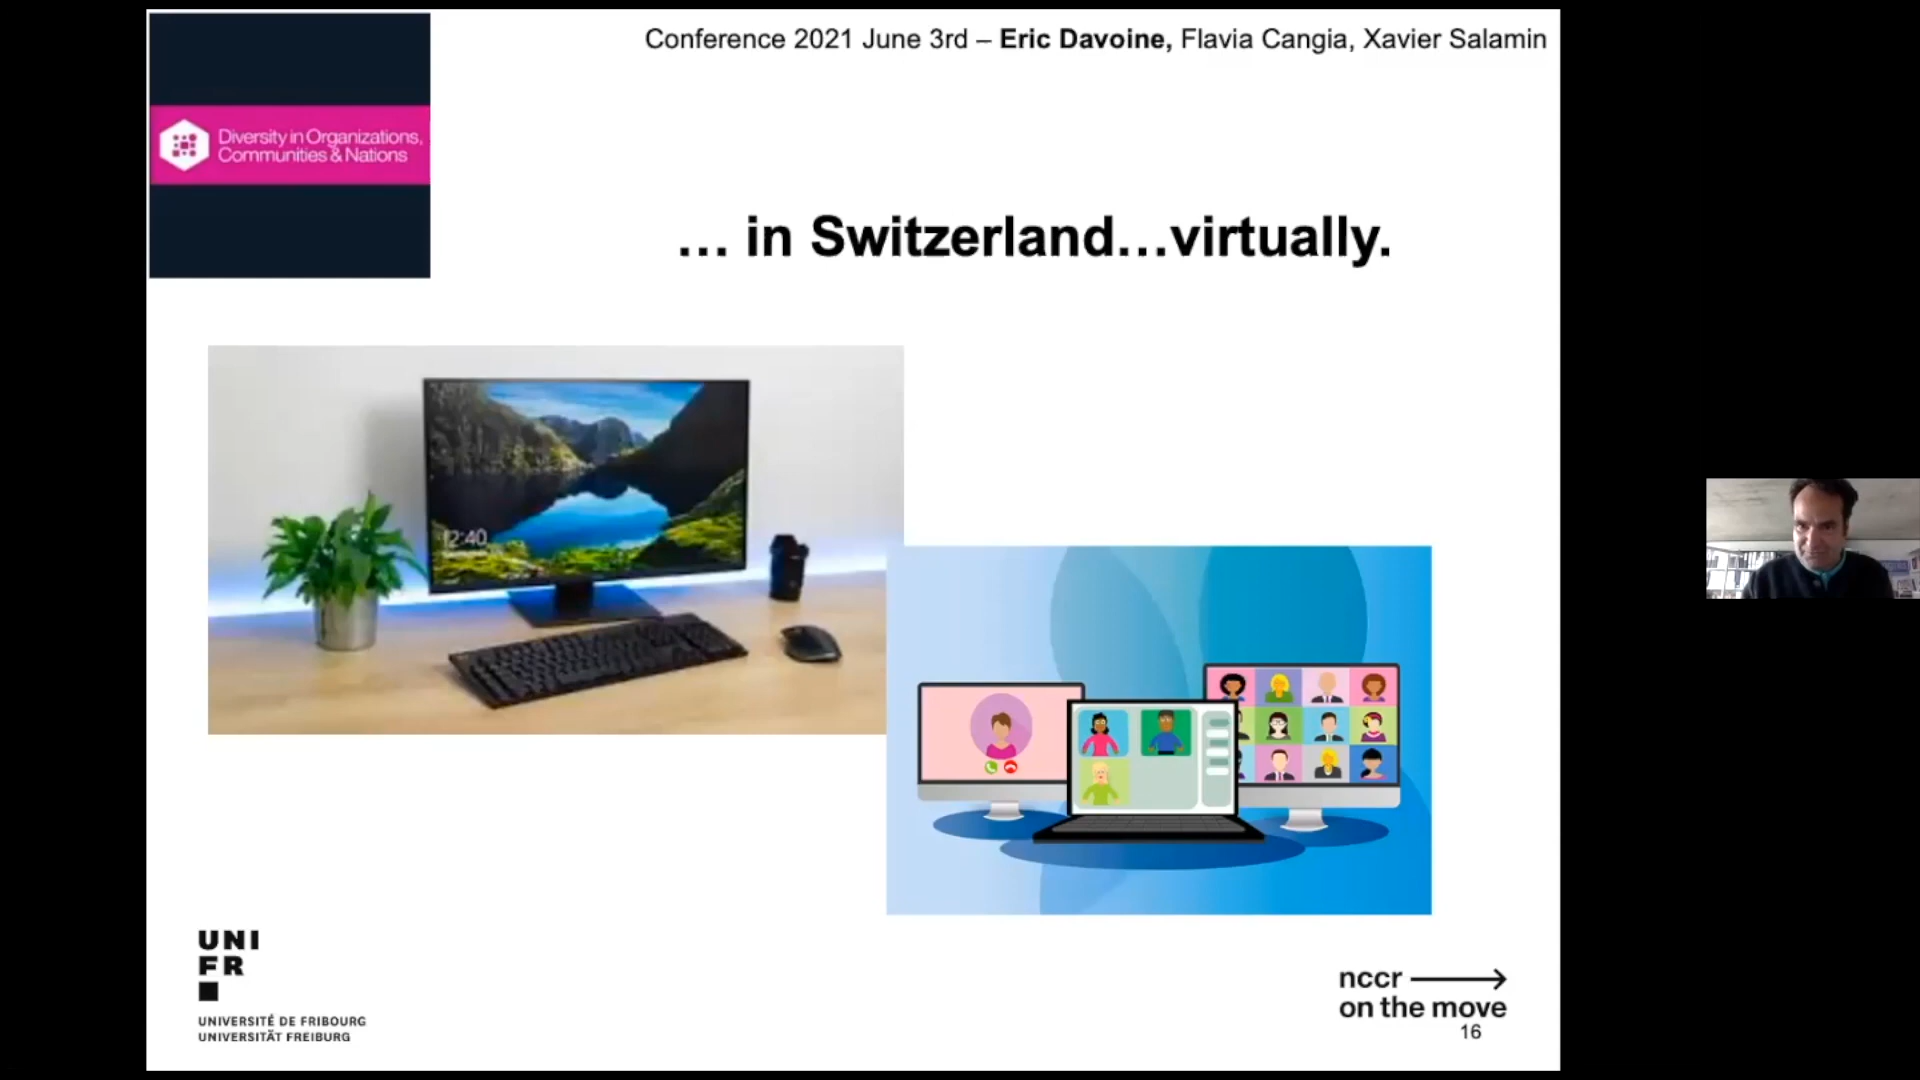 Conference 2021 June 3rd – Eric Davoine, Flavia Cangia, Xavier Salamin
Diversity in Organizations,
Communities & Nations
… in Switzerland…virtually.
12:40
UNI
FR
UNIVERSITÉ DE FRIBOURG
UNIVERSITÄT FREIBURG
nccr
on the move
16